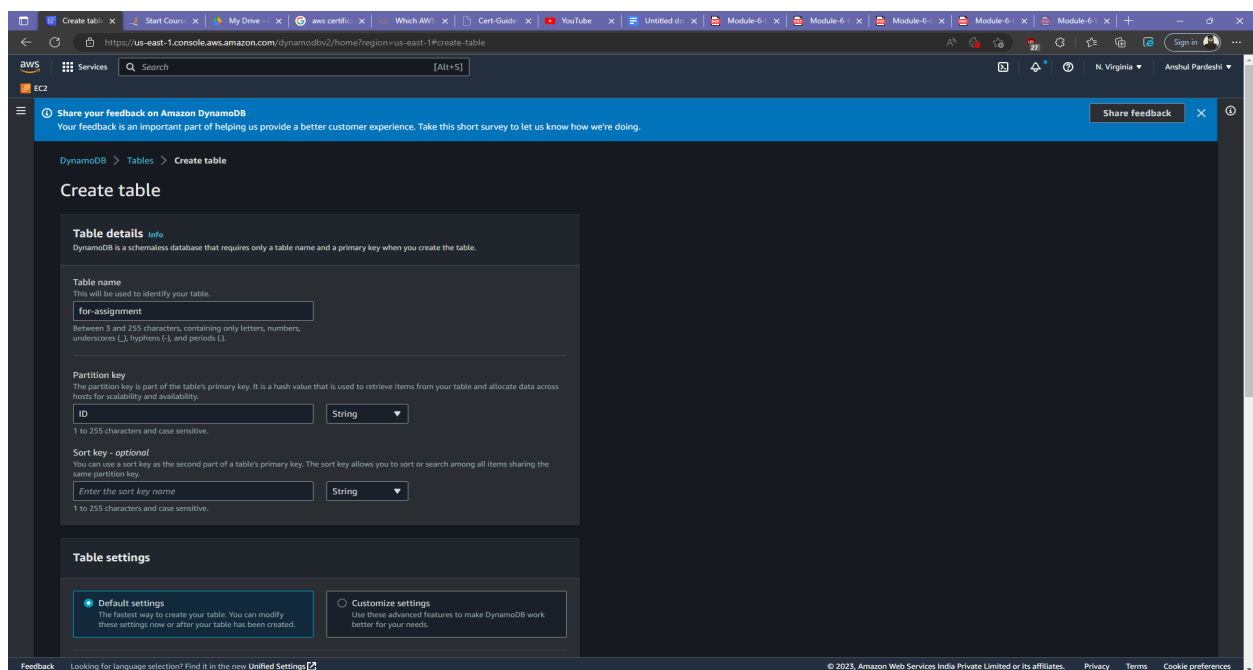 Create table
Start Course
My Drive - G
aws certific
Which AWS
Cert-Guide
YouTube
Untitled do
Module-6-
Module-6-
Module-6-
Module-6-
Module-6-
https://us-east-1.console.aws.amazon.com/dynamodbv2/home?region=us-east-1#create-table
27
Sign in
aws
Services
Search
[Alt+S]
N. Virginia
Anshul Pardeshi
EC2
Share your feedback on Amazon DynamoDB
Your feedback is an important part of helping us provide a better customer experience. Take this short survey to let us know how we're doing.
Share feedback
DynamoDB > Tables > Create table
Create table
Table details Info
DynamoDB is a schemaless database that requires only a table name and a primary key when you create the table.
Table name
This will be used to identify your table.
for-assignment
Between 3 and 255 characters, containing only letters, numbers,
underscores (_), hyphens (-), and periods (.).
Partition key
The partition key is part of the table's primary key. It is a hash value that is used to retrieve items from your table and allocate data across
hosts for scalability and availability.
ID
String
1 to 255 characters and case sensitive.
Sort key - optional
You can use a sort key as the second part of a table's primary key. The sort key allows you to sort or search among all items sharing the
same partition key.
Enter the sort key name
String
1 to 255 characters and case sensitive.
Table settings
Default settings
The fastest way to create your table. You can modify
these settings now or after your table has been created.
Customize settings
Use these advanced features to make DynamoDB work
better for your needs.
Feedback
Looking for language selection? Find it in the new Unified Settings
© 2023, Amazon Web Services India Private Limited or its affiliates.
Privacy
Terms
Cookie preferences